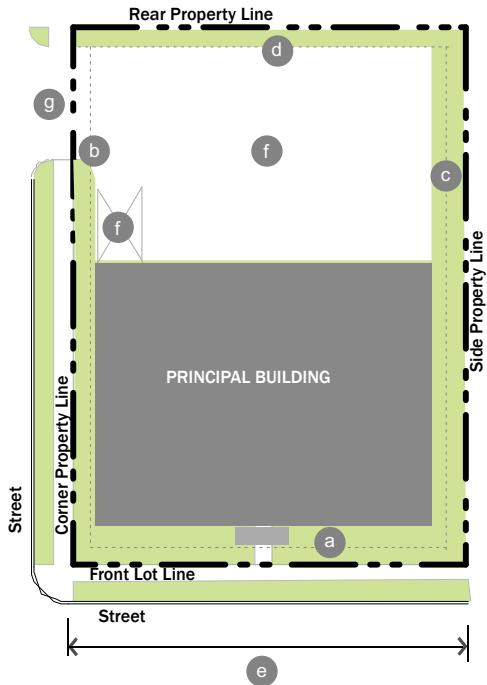 Rear Property Line
d
g
b
f
c
f
Side Property Line
PRINCIPAL BUILDING
Corner Property Line
Street
a
Front Lot Line
Street
e